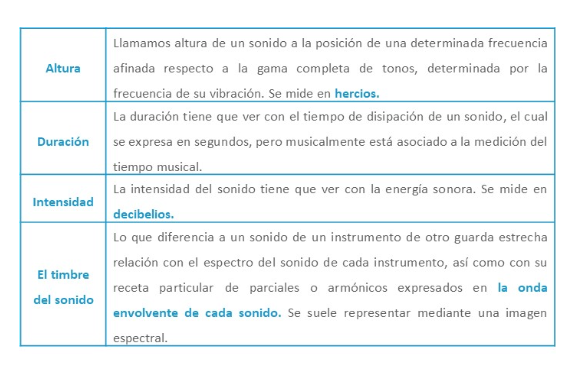 Altura
Llamamos altura de un sonido a la posición de una determinada frecuencia
afinada respecto a la gama completa de tonos, determinada por la
frecuencia de su vibración. Se mide en hercios.
Duración
La duración tiene que ver con el tiempo de disipación de un sonido, el cual
se expresa en segundos, pero musicalmente está asociado a la medición del
tiempo musical.
Intensidad
La intensidad del sonido tiene que ver con la energía sonora. Se mide en
decibelios.
El timbre
del sonido
Lo que diferencia a un sonido de un instrumento de otro guarda estrecha
relación con el espectro del sonido de cada instrumento, así como con su
receta particular de parciales o armónicos expresados en la onda
envolvente de cada sonido. Se suele representar mediante una imagen
espectral.